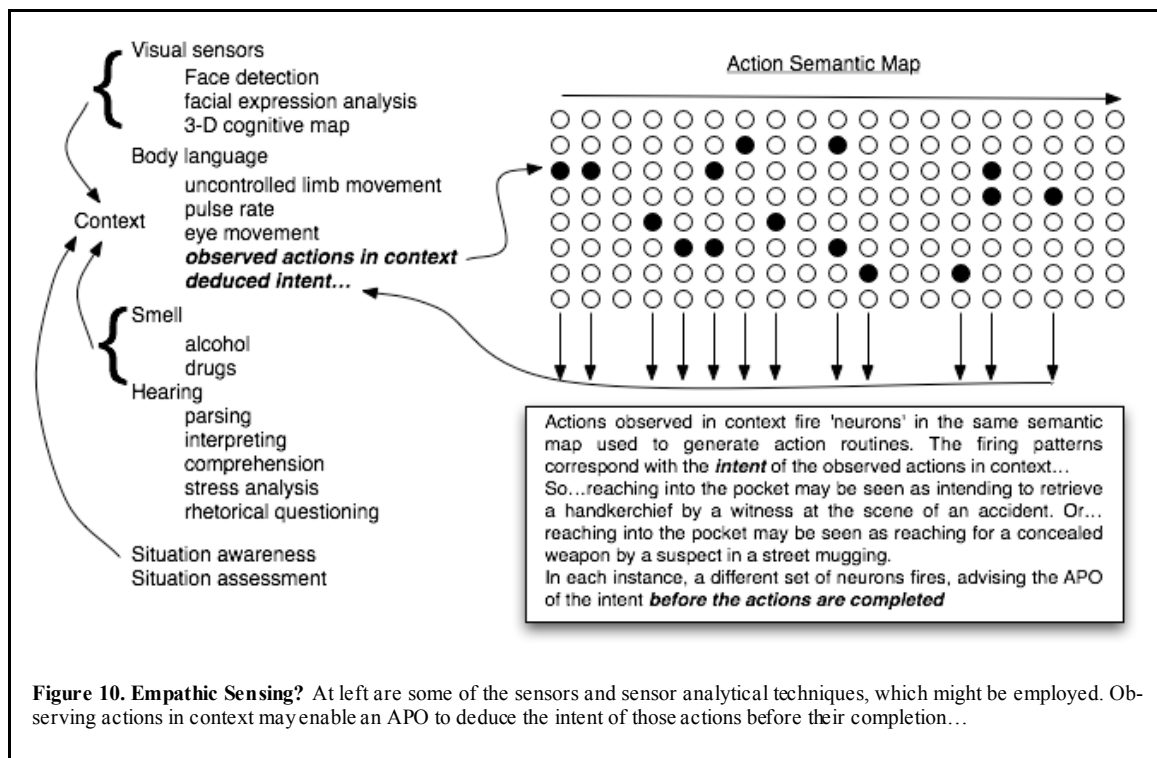 Visual sensors
Face detection
facial expression analysis
3-D cognitive map
Body language
uncontrolled limb movement
pulse rate
Context
eye movement
observed actions in context
deduced intent...
Smell
alcohol
drugs
Hearing
parsing
interpreting
comprehension
stress analysis
rhetorical questioning
Situation awareness
Situation assessment
Action Semantic Map
Actions observed in context fire 'neurons' in the same semantic
map used to generate action routines. The firing patterns
correspond with the intent of the observed actions in context...
So...reaching into the pocket may be seen as intending to retrieve
a handkerchief by a witness at the scene of an accident. Or...
reaching into the pocket may be seen as reaching for a concealed
weapon by a suspect in a street mugging.
In each instance, a different set of neurons fires, advising the APO
of the intent before the actions are completed
Figure 10. Empathic Sensing? At left are some of the sensors and sensor analytical techniques, which might be employed. Ob-
serving actions in context may enable an APO to deduce the intent of those actions before their completion...